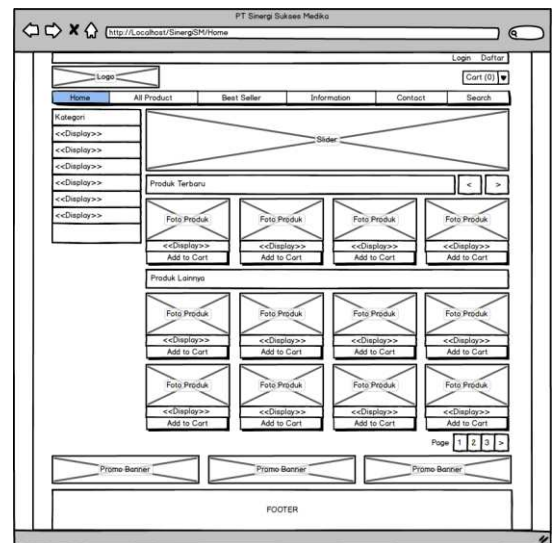 PT Sinergi Sukses Medika
http://Localhost/SinergiSM/Home
Login Daftar
Logo
Cart (0)
Home All Product Best Seller Information Contact Search
Kategori
<<Display>>
<<Display>>
<<Display>>
<<Display>>
<<Display>>
<<Display>>
Slider
Produk Terbaru < >
Foto Produk Foto Produk Foto Produk Foto Produk
<<Display>> <<Display>> <<Display>> <<Display>>
Add to Cart Add to Cart Add to Cart Add to Cart
Produk Lainnya
Foto Produk Foto Produk Foto Produk Foto Produk
<<Display>> <<Display>> <<Display>> <<Display>>
Add to Cart Add to Cart Add to Cart Add to Cart
Foto Produk Foto Produk Foto Produk Foto Produk
<<Display>> <<Display>> <<Display>> <<Display>>
Add to Cart Add to Cart Add to Cart Add to Cart
Page 1 2 3 >
Promo Banner Promo Banner Promo Banner
FOOTER